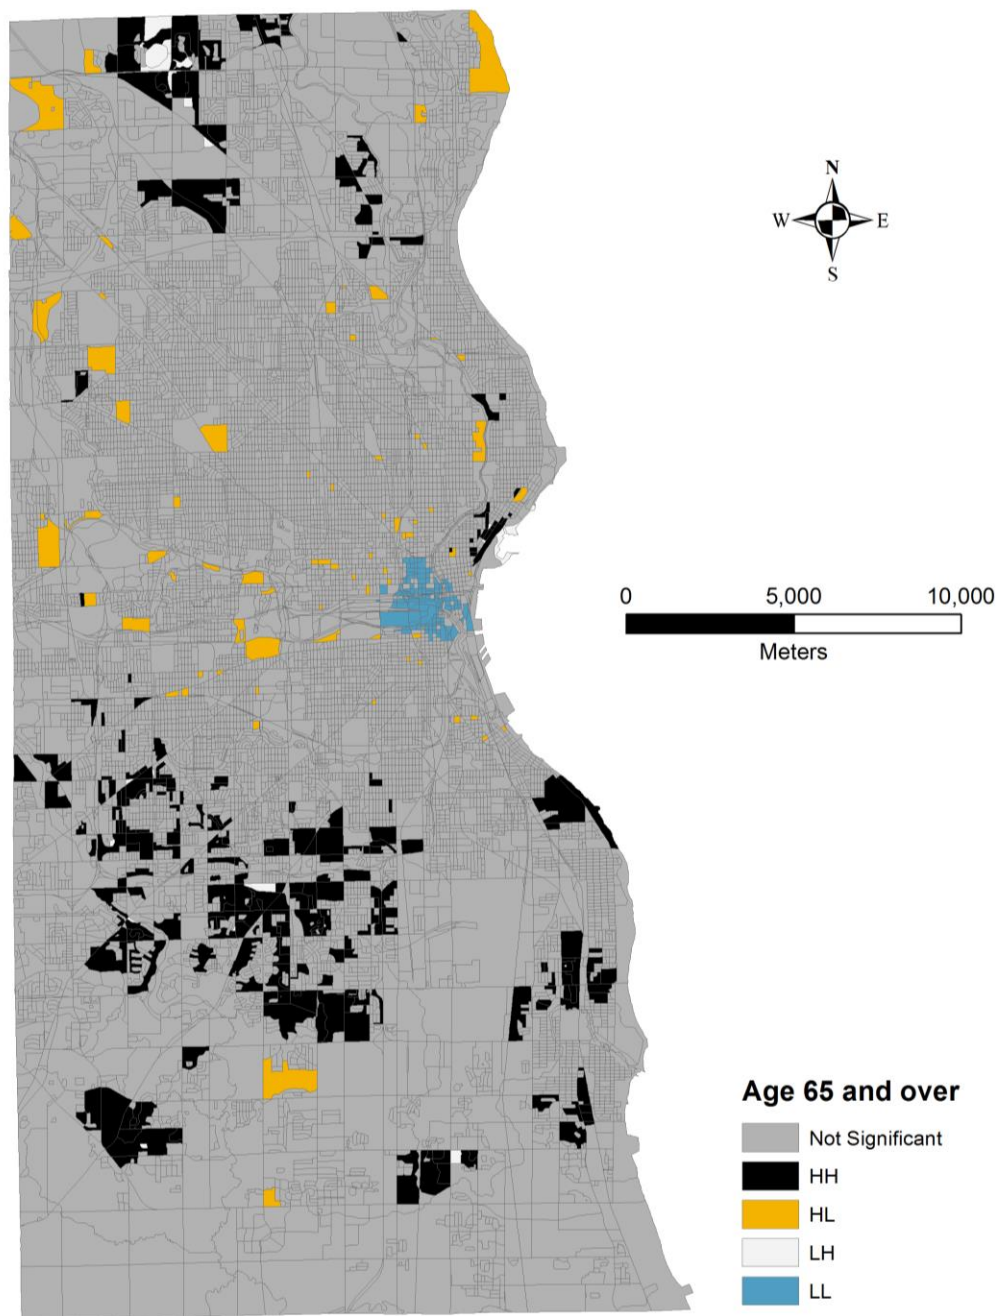 N
W E
S
0 5,000 10,000
Meters
Age 65 and over
Not Significant
HH
HL
LH
LL